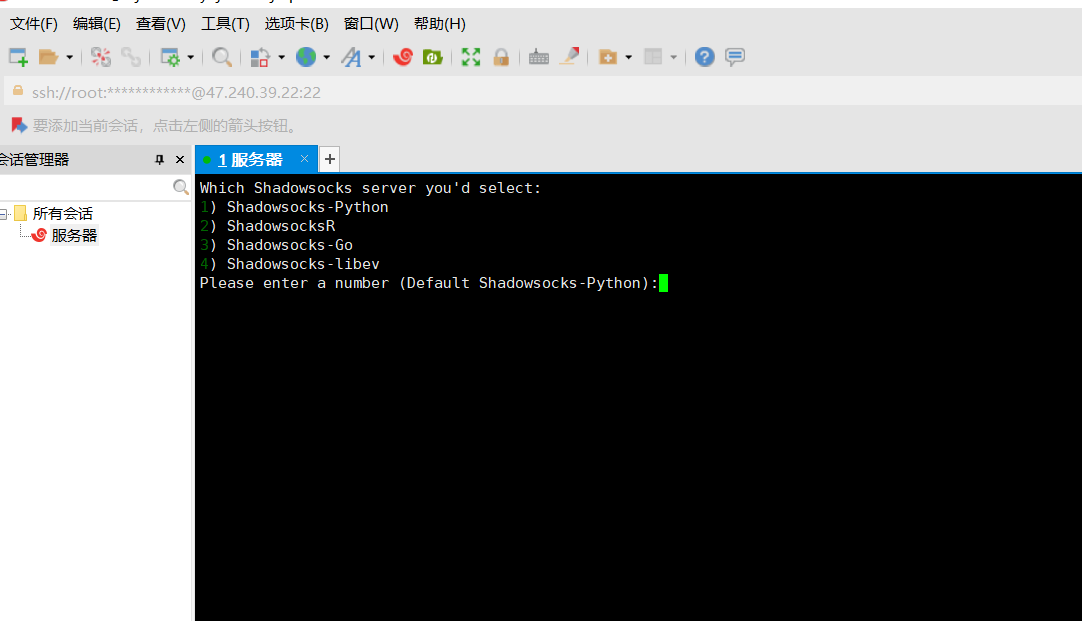 文件(F) 编辑(E) 查看(V) 工具(T) 选项卡(B) 窗口(W) 帮助(H)
ssh://root:************@47.240.39.22:22
要添加当前会话，点击左侧的箭头按钮。
会话管理器
1 服务器
所有会话
服务器
Which Shadowsocks server you'd select:
1) Shadowsocks-Python
2) ShadowsocksR
3) Shadowsocks-Go
4) Shadowsocks-libev
Please enter a number (Default Shadowsocks-Python):